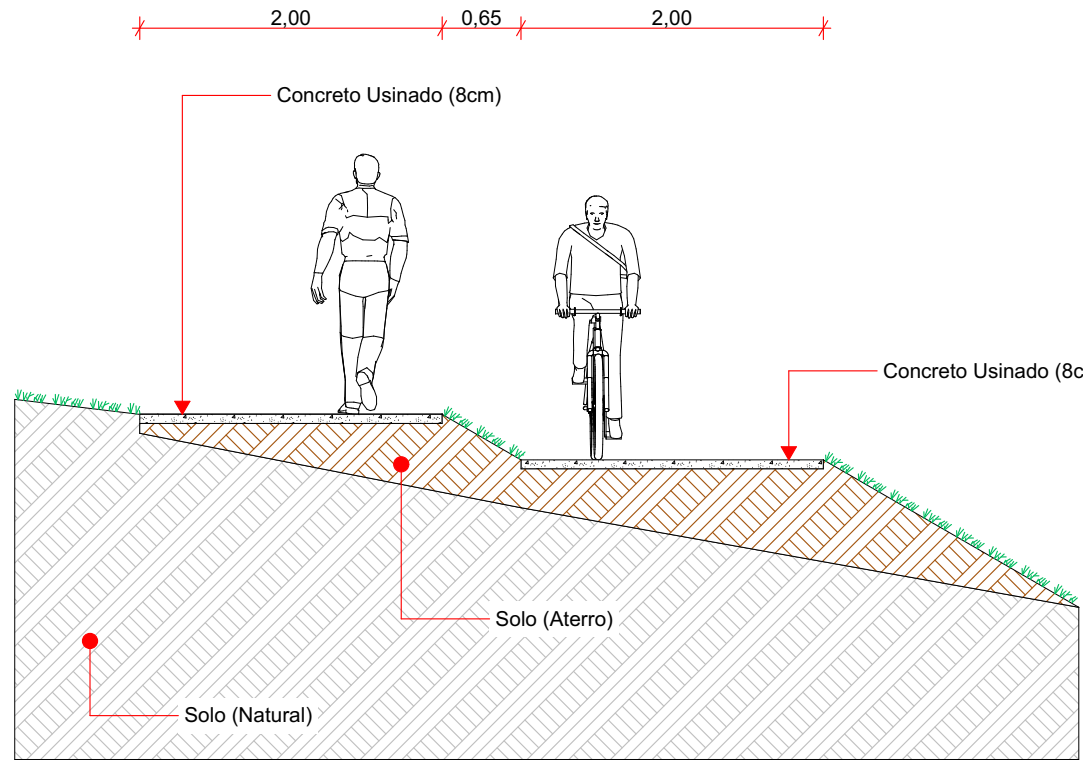 2,00 0,65 2,00
Concreto Usinado (8cm)
Concreto Usinado (8c
Solo (Aterro)
Solo (Natural)